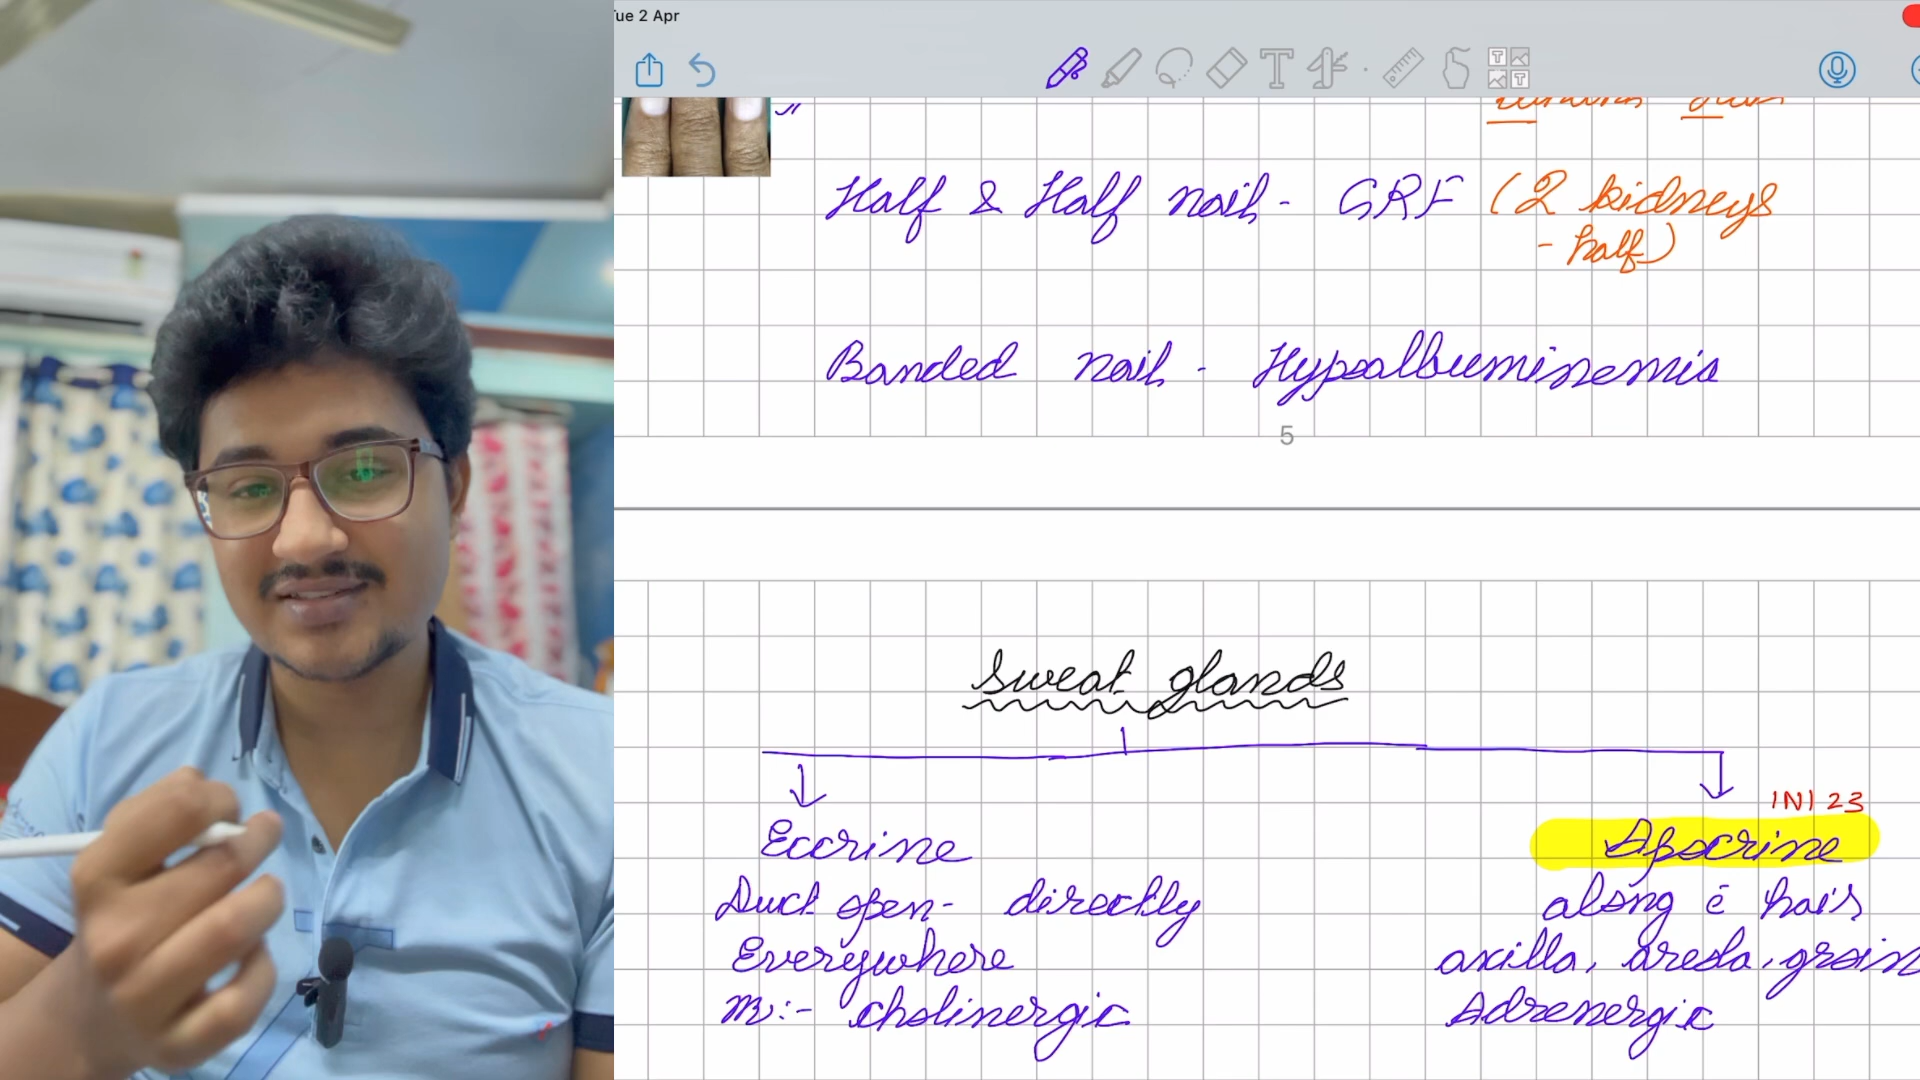 Tue 2 Apr
Half & Half nail - CRF (2 kidneys
- half)
Banded nail - Hypoalbuminemia
5
Sweat glands
INI 23
Eccrine
Apocrine
Duct open - directly
along c̄ hair
Everywhere
axilla, areola, groin
m:- cholinergic
Adrenergic